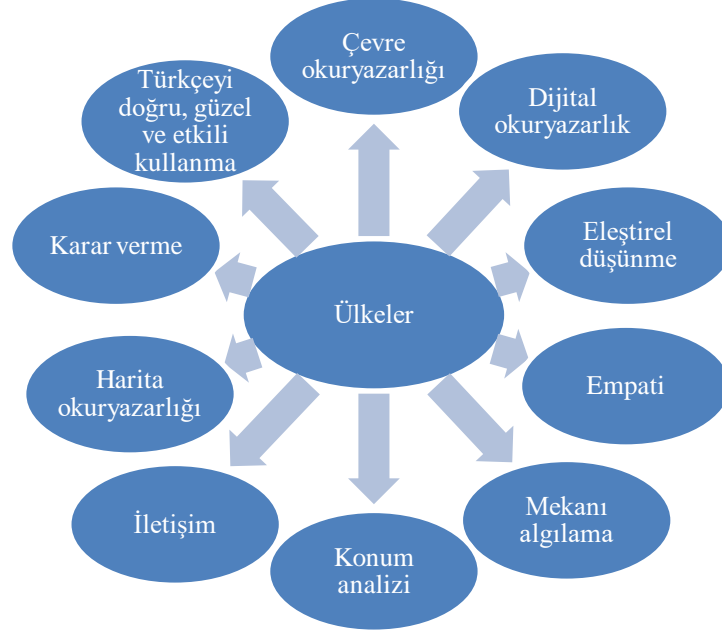 Çevre
okuryazarlığı
Dijital
okuryazarlık
Eleştirel
düşünme
Empati
Mekanı
algılama
Konum
analizi
İletişim
Harita
okuryazarlığı
Karar verme
Türkçeyi
doğru, güzel
ve etkili
kullanma
Ülkeler